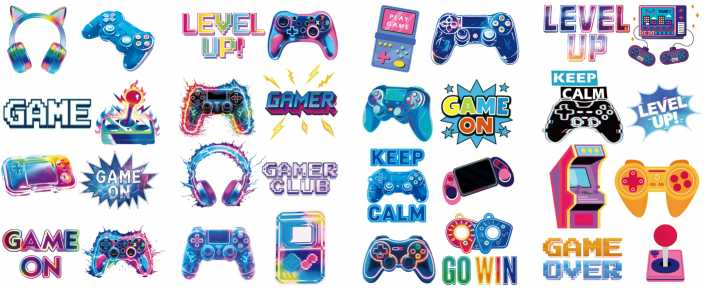 LEVEL
UP!
PLAY
GAME
LEVEL
UP
GAME
GAMER
GAME
ON
KEEP
CALM
LEVEL
UP!
GAME
ON
GAMER
CLUB
KEEP
CALM
GAME
ON
GO WIN
GAME
OVER